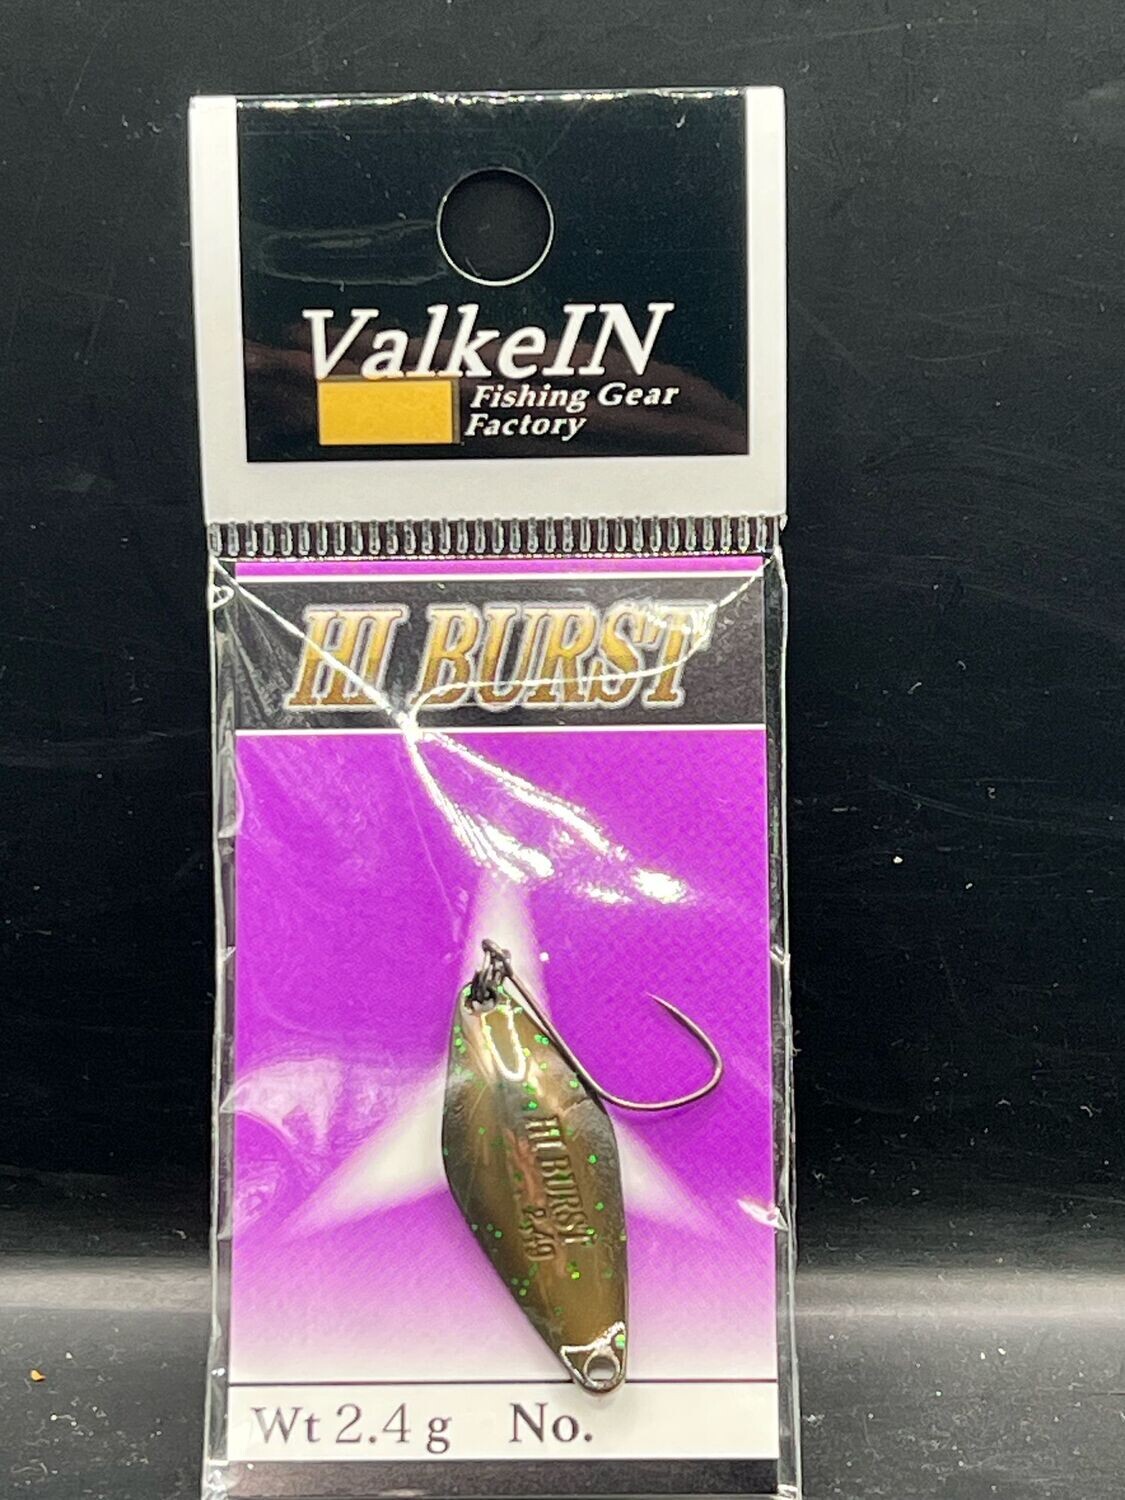 ValkeIN
Fishing Gear
Factory
HI BURST
HI BURST
2.4g
Wt 2.4 g No.